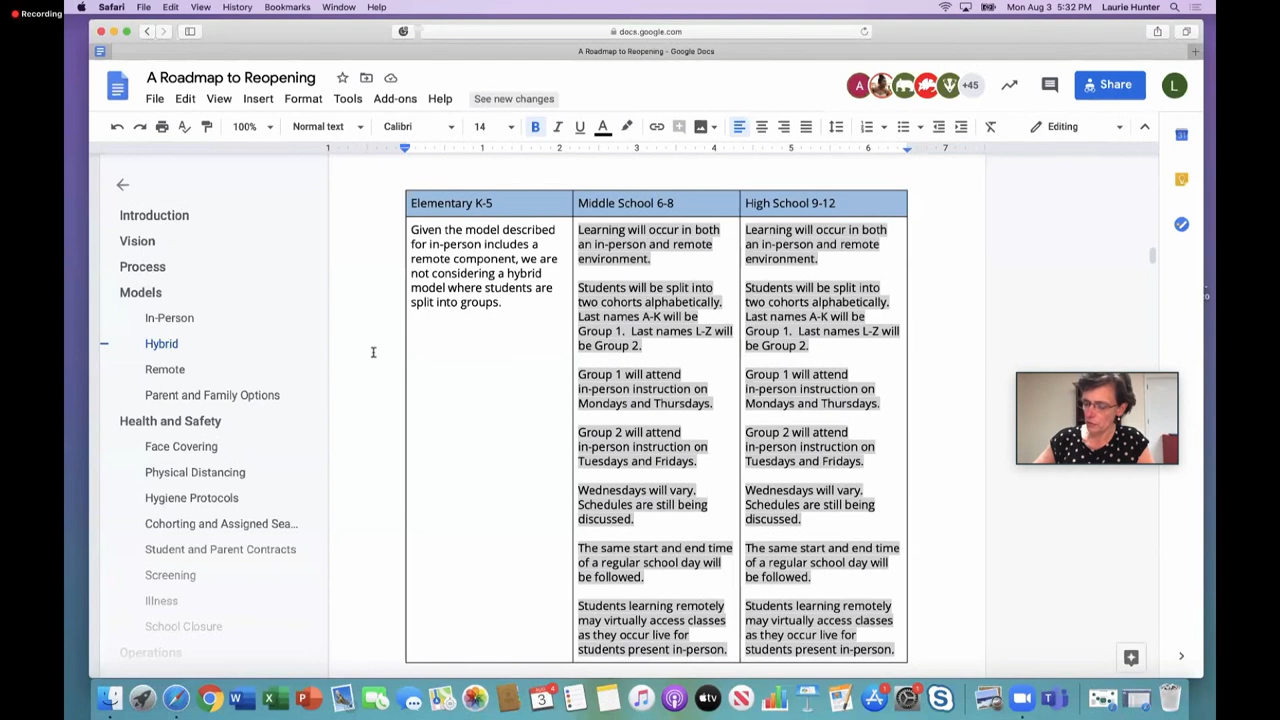 Recording
Safari File Edit View History Bookmarks Window Help
Mon Aug 3 5:32 PM Laurie Hunter
docs.google.com
A Roadmap to Reopening - Google Docs
A Roadmap to Reopening
A V +45 Share L
File Edit View Insert Format Tools Add-ons Help See new changes
100% Normal text Calibri 14 B I U A Editing
1 1 2 3 4 5 6 7
Introduction
Vision
Process
Models
In-Person
Hybrid
Remote
Parent and Family Options
Health and Safety
Face Covering
Physical Distancing
Hygiene Protocols
Cohorting and Assigned Sea...
Student and Parent Contracts
Screening
Illness
School Closure
Operations
Elementary K-5
Given the model described
for in-person includes a
remote component, we are
not considering a hybrid
model where students are
split into groups.
Middle School 6-8
Learning will occur in both
an in-person and remote
environment.
Students will be split into
two cohorts alphabetically.
Last names A-K will be
Group 1.  Last names L-Z will
be Group 2.
Group 1 will attend
in-person instruction on
Mondays and Thursdays.
Group 2 will attend
in-person instruction on
Tuesdays and Fridays.
Wednesdays will vary.
Schedules are still being
discussed.
The same start and end time
of a regular school day will
be followed.
Students learning remotely
may virtually access classes
as they occur live for
students present in-person.
High School 9-12
Learning will occur in both
an in-person and remote
environment.
Students will be split into
two cohorts alphabetically.
Last names A-K will be
Group 1.  Last names L-Z will
be Group 2.
Group 1 will attend
in-person instruction on
Mondays and Thursdays.
Group 2 will attend
in-person instruction on
Tuesdays and Fridays.
Wednesdays will vary.
Schedules are still being
discussed.
The same start and end time
of a regular school day will
be followed.
Students learning remotely
may virtually access classes
as they occur live for
students present in-person.